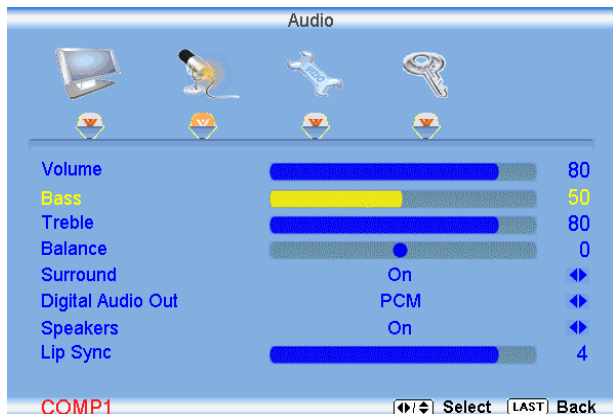 Audio
Volume 80
Bass 50
Treble 80
Balance 0
Surround On
Digital Audio Out PCM
Speakers On
Lip Sync 4
COMP1 Select LAST Back